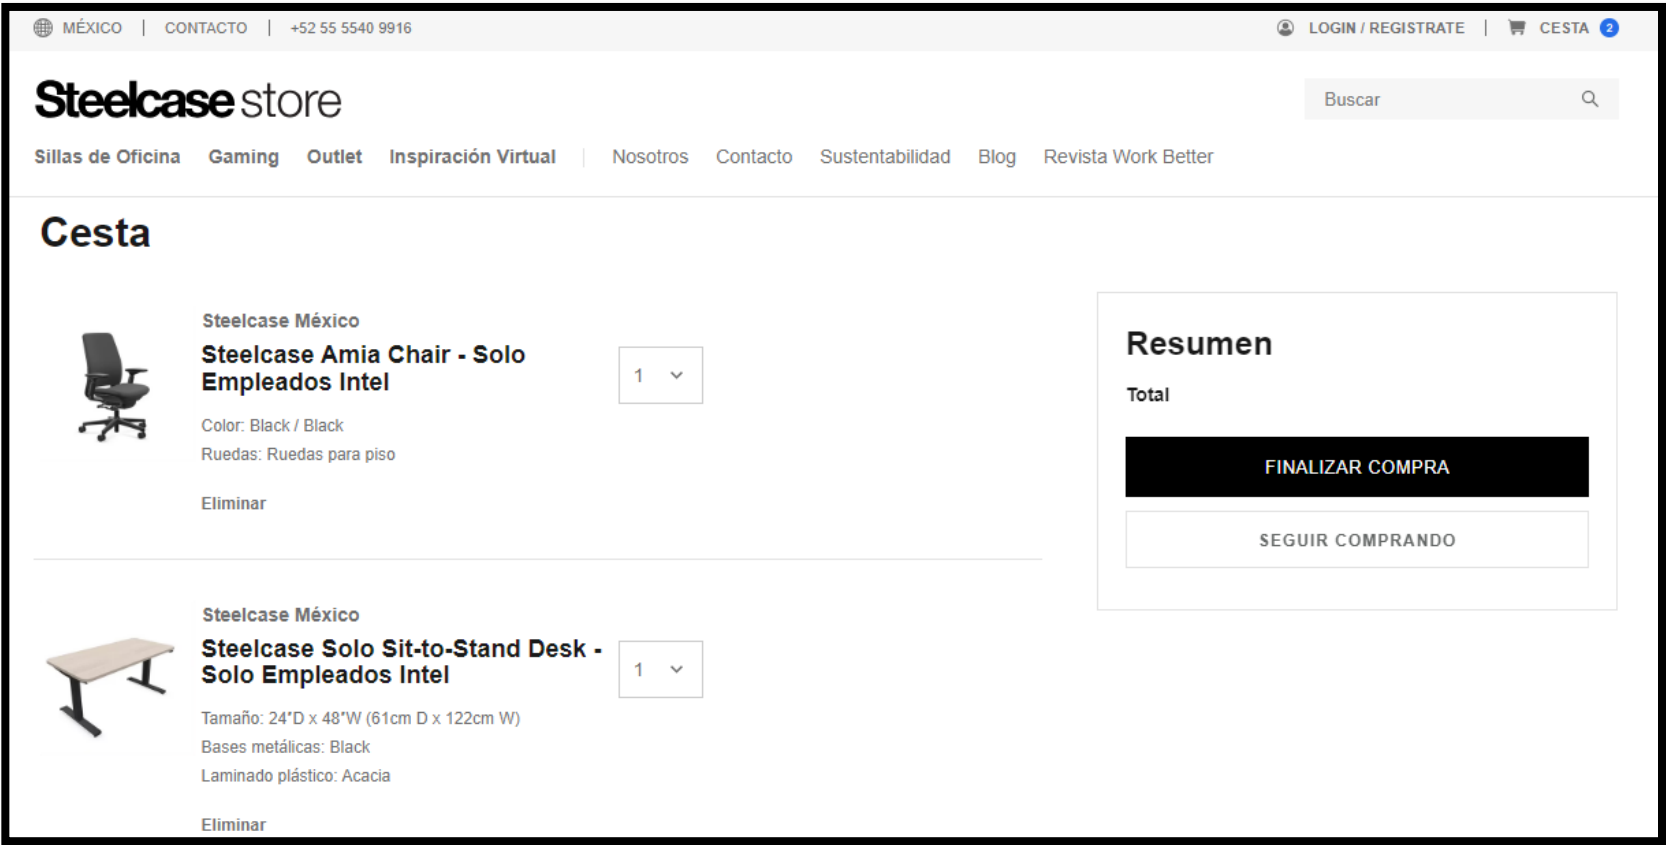 MÉXICO | CONTACTO | +52 55 5540 9916
LOGIN / REGISTRATE | CESTA 2
Steelcase store
Buscar
Sillas de Oficina Gaming Outlet Inspiración Virtual | Nosotros Contacto Sustentabilidad Blog Revista Work Better
Cesta
Steelcase México
Steelcase Amia Chair - Solo
Empleados Intel
1
Color: Black / Black
Ruedas: Ruedas para piso
Eliminar
Steelcase México
Steelcase Solo Sit-to-Stand Desk -
Solo Empleados Intel
1
Tamaño: 24"D x 48"W (61cm D x 122cm W)
Bases metálicas: Black
Laminado plástico: Acacia
Eliminar
Resumen
Total
FINALIZAR COMPRA
SEGUIR COMPRANDO